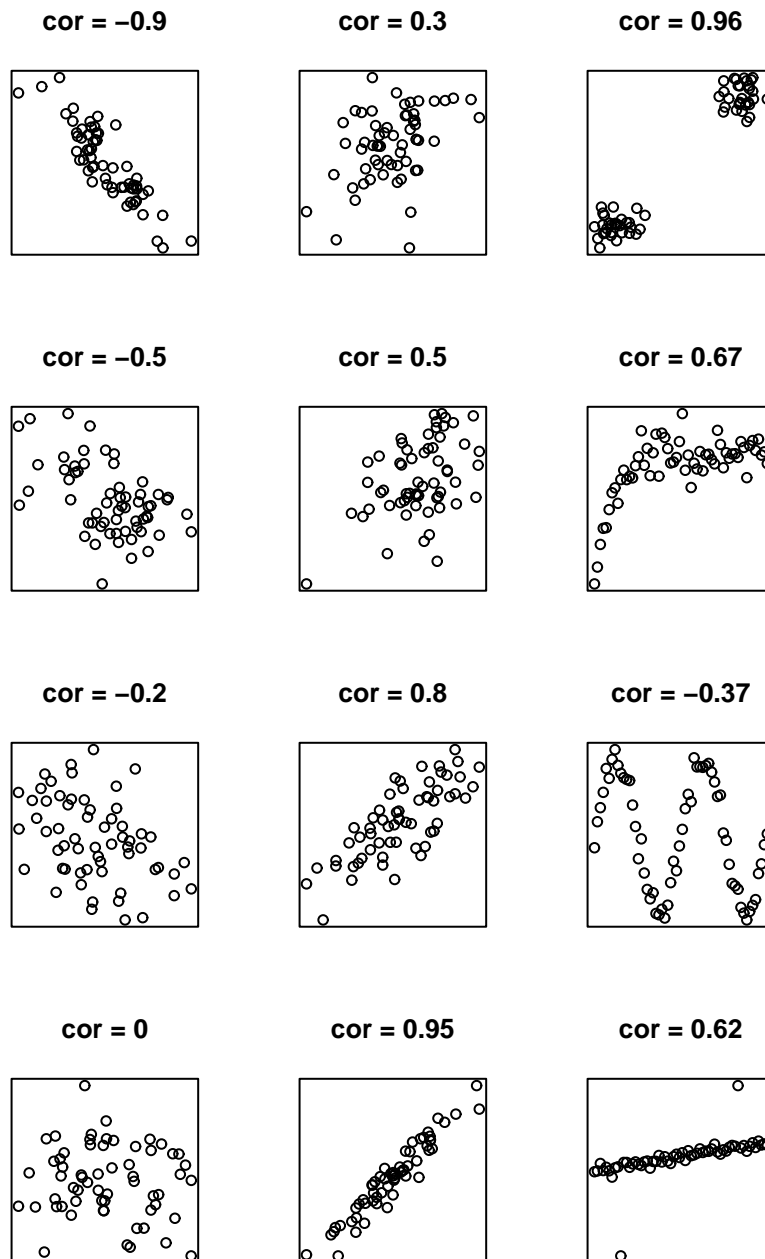 cor = −0.9
cor = 0.3
cor = 0.96
cor = −0.5
cor = 0.5
cor = 0.67
cor = −0.2
cor = 0.8
cor = −0.37
cor = 0
cor = 0.95
cor = 0.62